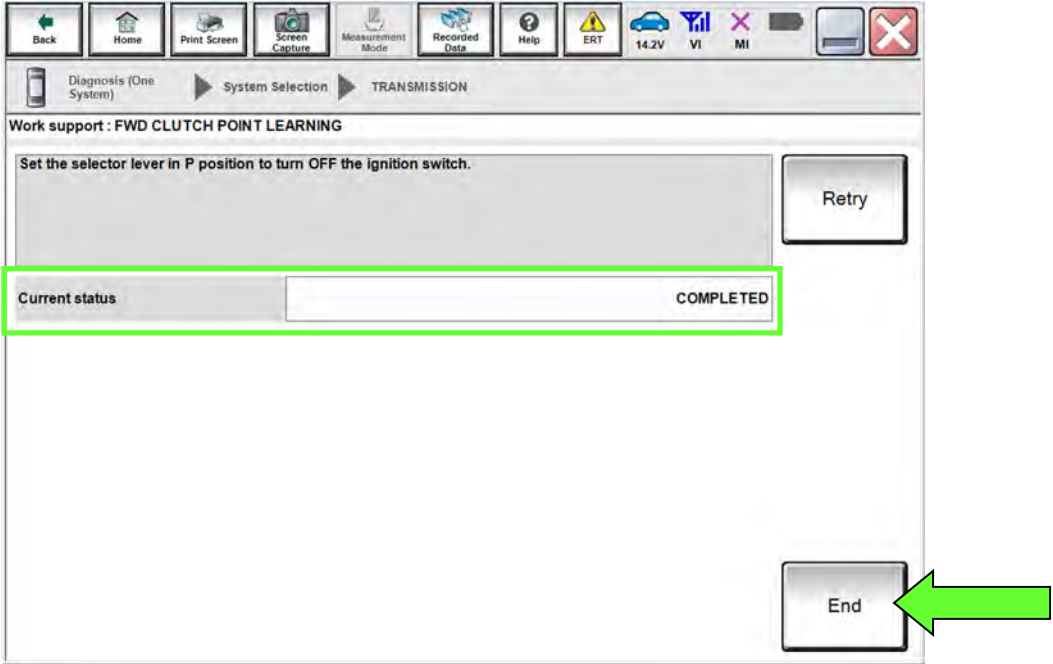 Back
Home
Print Screen
Screen
Capture
Measurement
Mode
Recorded
Data
Help
ERT
14.2V
VI
MI
Diagnosis (One
System)
System Selection
TRANSMISSION
Work support : FWD CLUTCH POINT LEARNING
Set the selector lever in P position to turn OFF the ignition switch.
Retry
Current status
COMPLETED
End